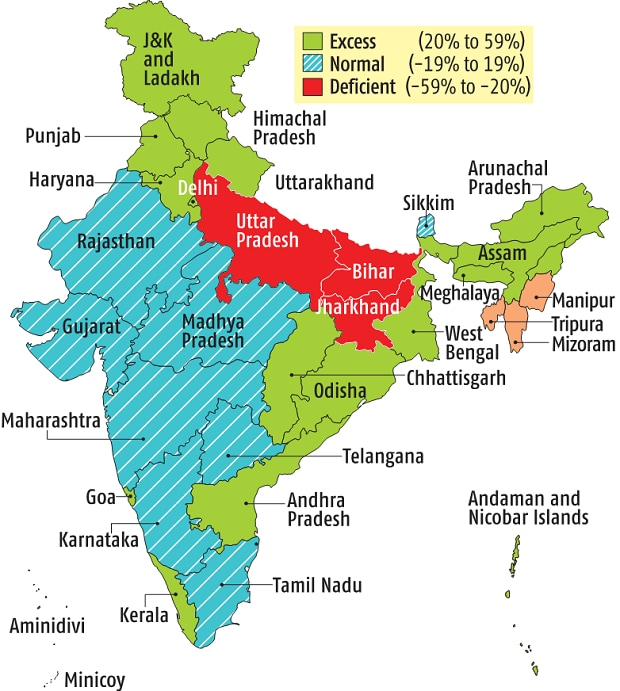 J&K
and
Ladakh
Excess (20% to 59%)
Normal (−19% to 19%)
Deficient (−59% to −20%)
Himachal
Pradesh
Punjab
Haryana
Delhi
Uttarakhand
Arunachal
Pradesh
Sikkim
Rajasthan
Uttar
Pradesh
Assam
Bihar
Meghalaya
Manipur
Jharkhand
Gujarat
Madhya
Pradesh
Tripura
West
Bengal
Mizoram
Chhattisgarh
Odisha
Maharashtra
Telangana
Goa
Andhra
Pradesh
Andaman and
Nicobar Islands
Karnataka
Tamil Nadu
Kerala
Aminidivi
Minicoy